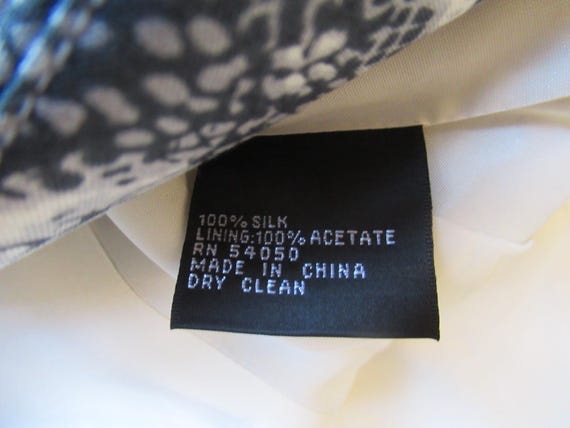 100% SILK
LINING:100% ACETATE
RN 54050
MADE IN CHINA
DRY CLEAN